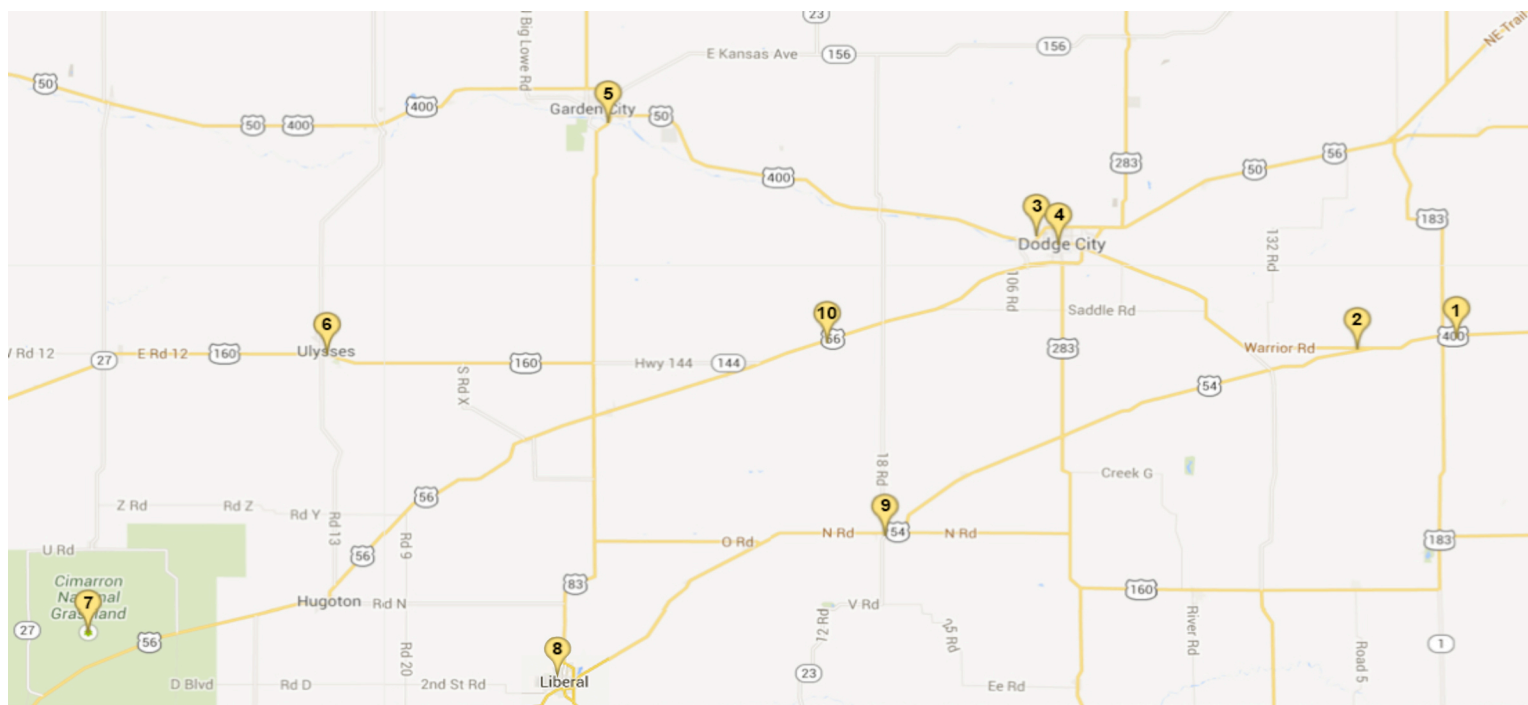 23
Big Lowe Rd
NE Trail
E Kansas Ave
156
156
50
400
5
Garden City
50
50
400
400
283
50
56
183
3
4
Dodge City
132 Rd
106 Rd
Saddle Rd
10
56
6
Ulysses
2
1
400
Warrior Rd
283
Rd 12
27
E Rd 12
160
160
Hwy 144
144
S Rd X
54
18 Rd
Creek G
56
Z Rd
Rd Z
Rd Y
Rd 13
Rd 9
9
54
N Rd
N Rd
O Rd
183
U Rd
56
Cimarron
National
Grassland
7
27
56
Hugoton
Rd N
83
160
V Rd
12 Rd
25 Rd
River Rd
Road 5
1
Rd 20
8
Liberal
D Blvd
Rd D
2nd St Rd
23
Ee Rd